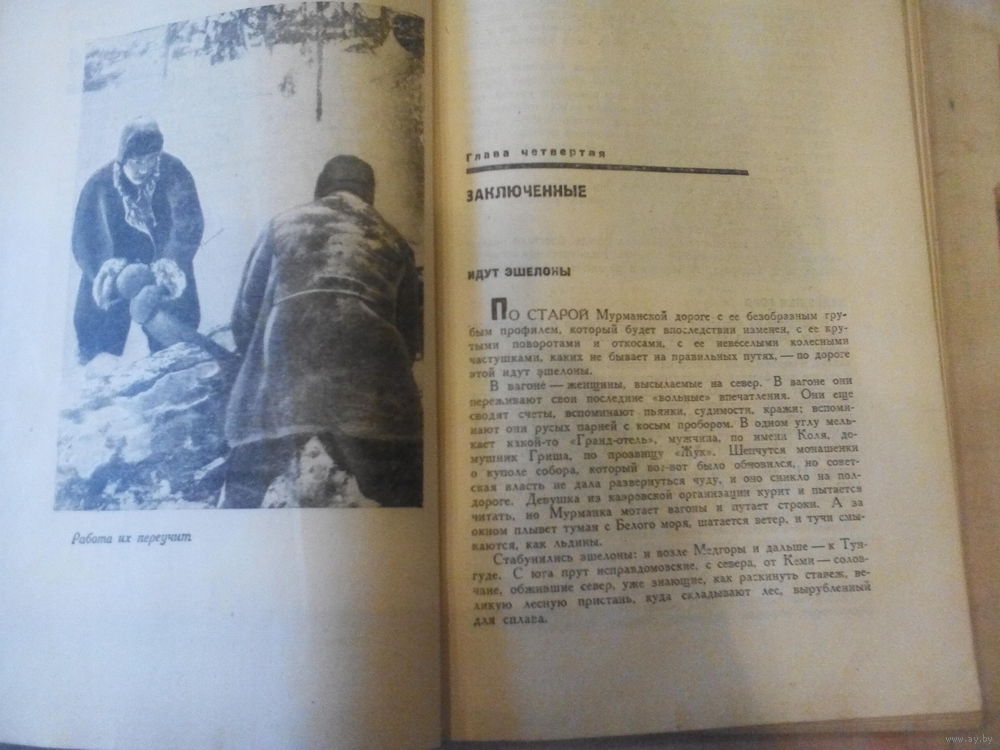 Работа их переучит
Глава четвертая
ЗАКЛЮЧЕННЫЕ
ИДУТ ЭШЕЛОНЫ
ПО СТАРОЙ Мурманской дороге с ее безобразным гру-
бым профилем, который будет впоследствии изменен, с ее кру-
тыми поворотами и откосами, с ее невеселыми колесными
частушками, каких не бывает на правильных путях, — по дороге
этой идут эшелоны.
В вагоне — женщины, высылаемые на север. В вагоне они
переживают свои последние «вольные» впечатления. Они еще
сводят счеты, вспоминают пьянки, судимости, кражи; вспоми-
нают они русых парней с косым пробором. В одном углу мель-
кает какой-то «Гранд-отель», мужчина, по имени Коля, до-
мушник Гриша, по прозвищу «Жук». Шепчутся монашенки
о куполе собора, который вот-вот было обновился, но совет-
ская власть не дала развернуться чуду, и оно сникло на пол-
дороге. Девушка из каэровской организации курит и пытается
читать, но Мурманка мотает вагоны и путает строки. А за
окном плывет туман с Белого моря, шатается ветер, и тучи смы-
каются, как льдины.
Стабунились эшелоны: и возле Медгоры и дальше — к Тун-
гуде. С юга прут исправдомовские, с севера, от Кеми — солов-
чане, обжившие север, уже знающие, как раскинуть ставеж, ве-
ликую лесную пристань, куда складывают лес, вырубленный
для сплава.
www.ay.by